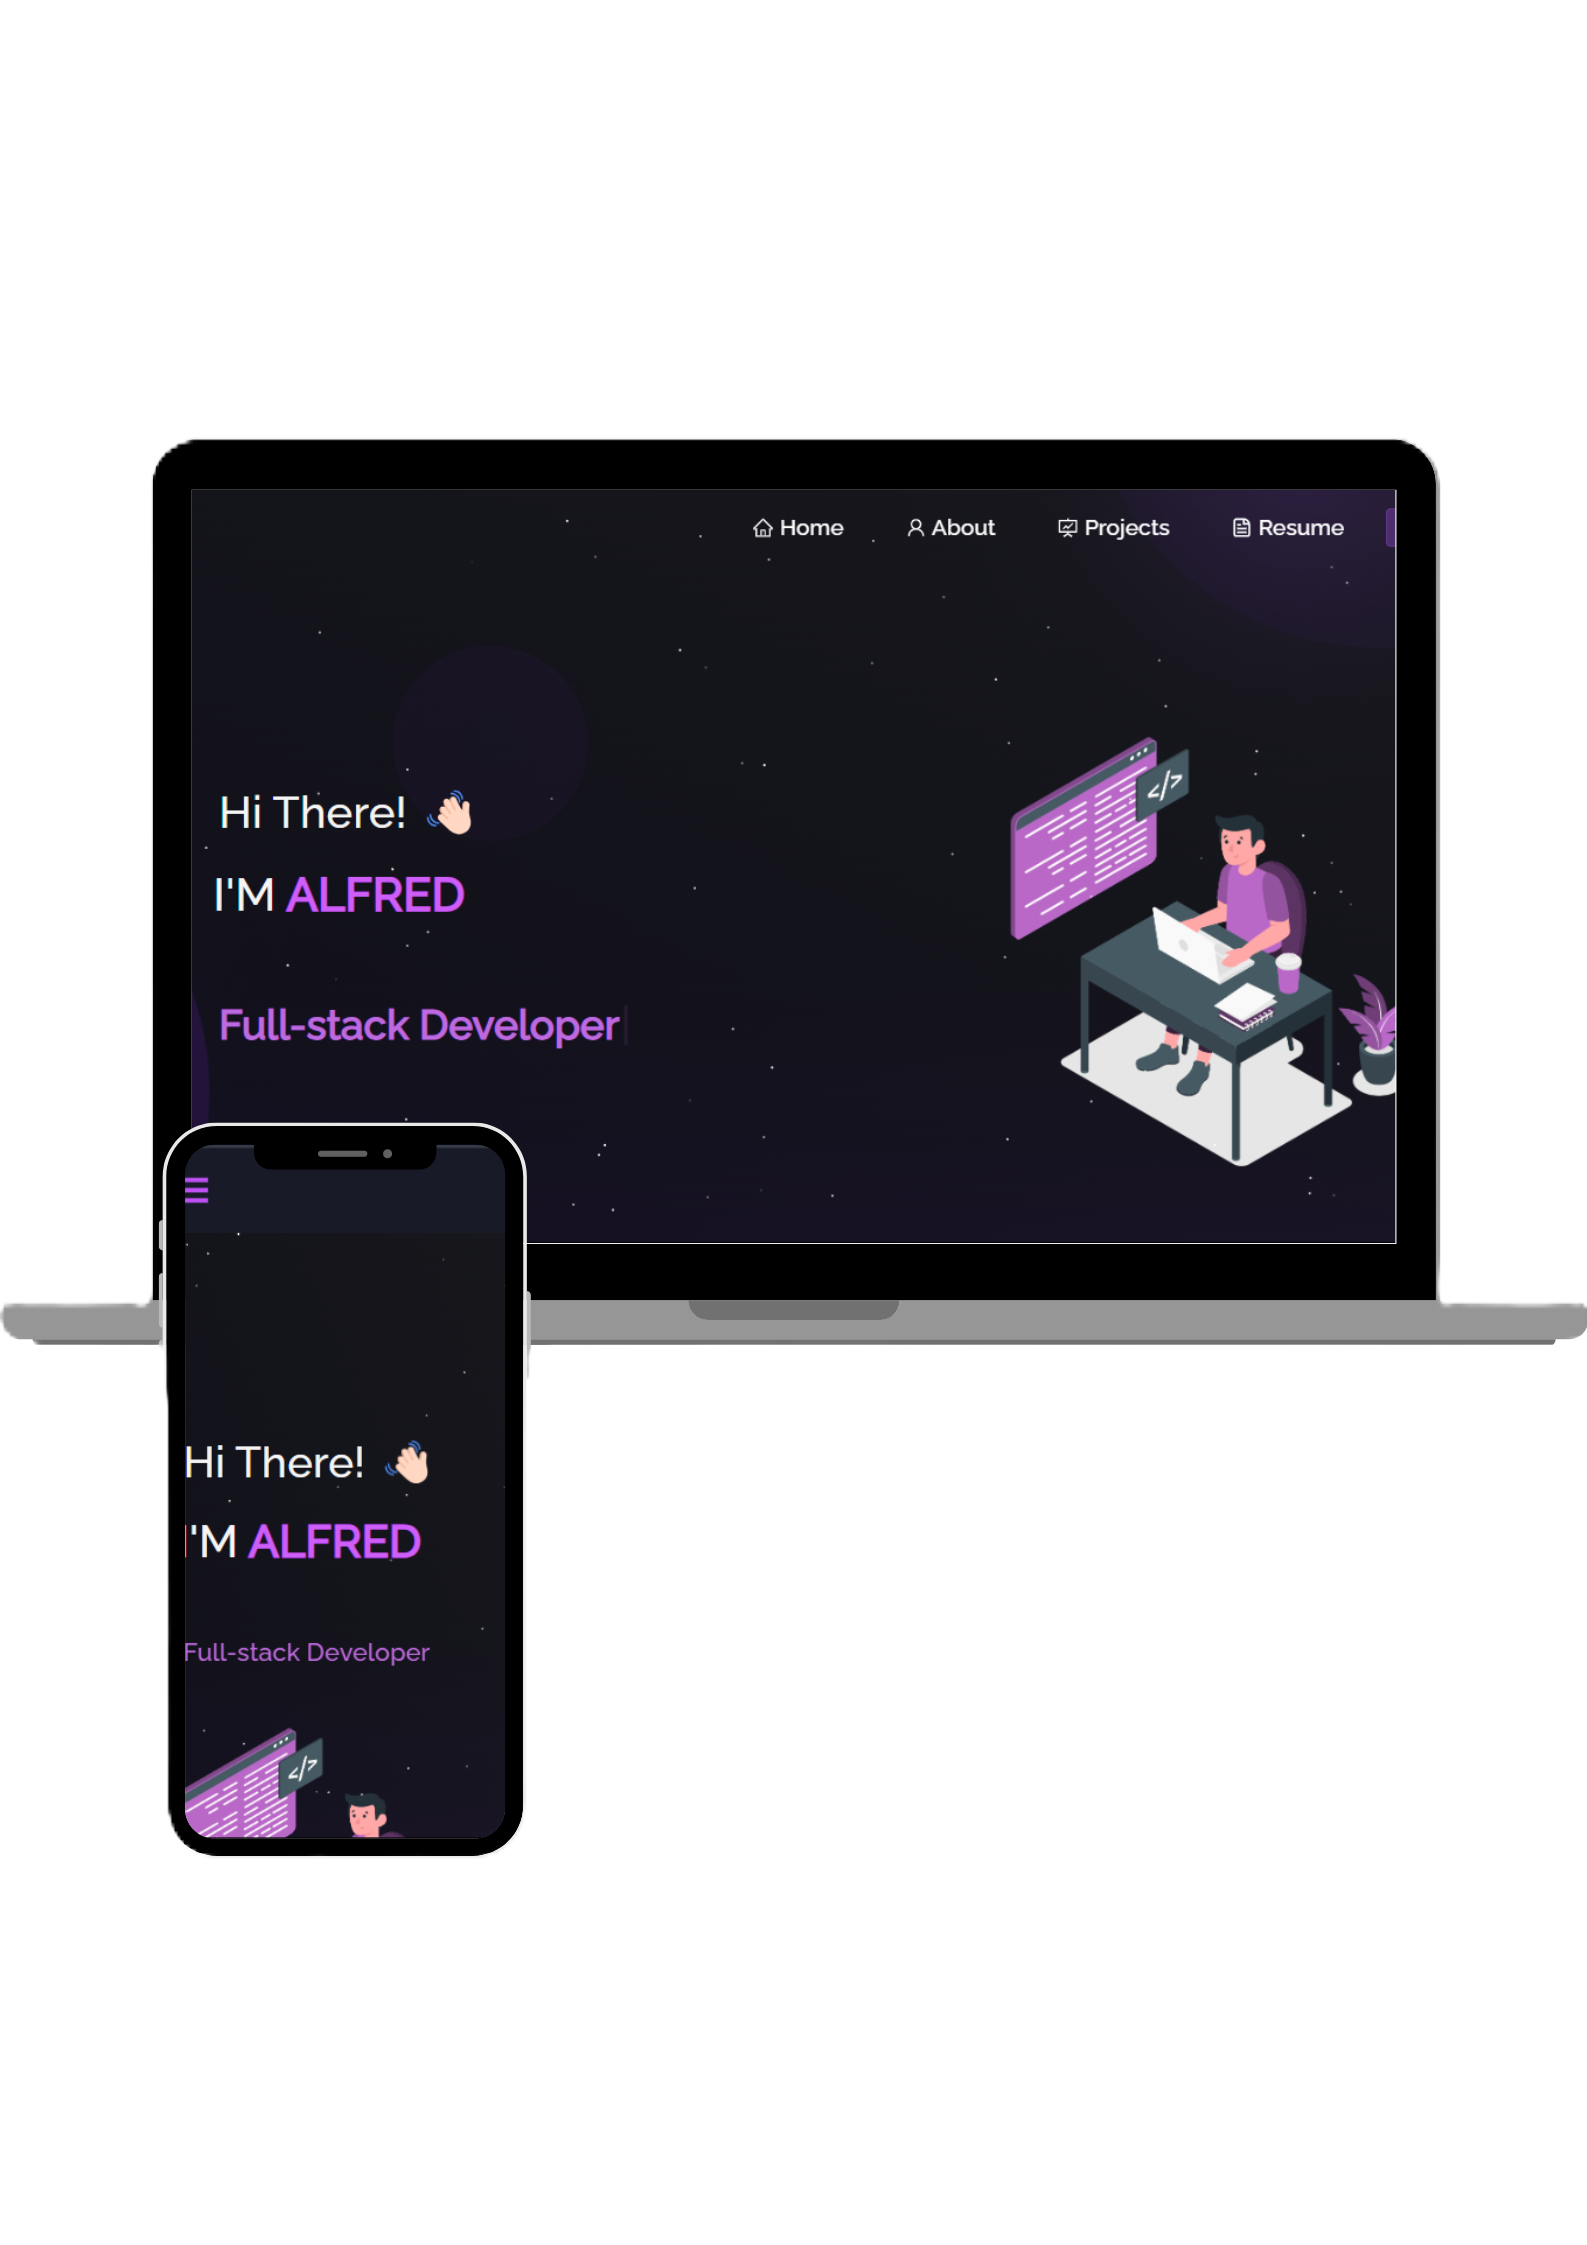 Home About Projects Resume
Hi There! 👋🏻
I'M ALFRED
Full-stack Developer
</>
Hi There! 👋🏻
I'M ALFRED
Full-stack Developer
</>